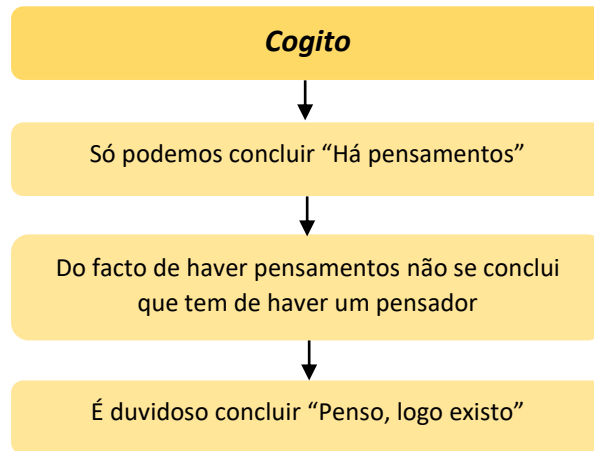 Cogito
Só podemos concluir “Há pensamentos”
Do facto de haver pensamentos não se conclui
que tem de haver um pensador
É duvidoso concluir “Penso, logo existo”